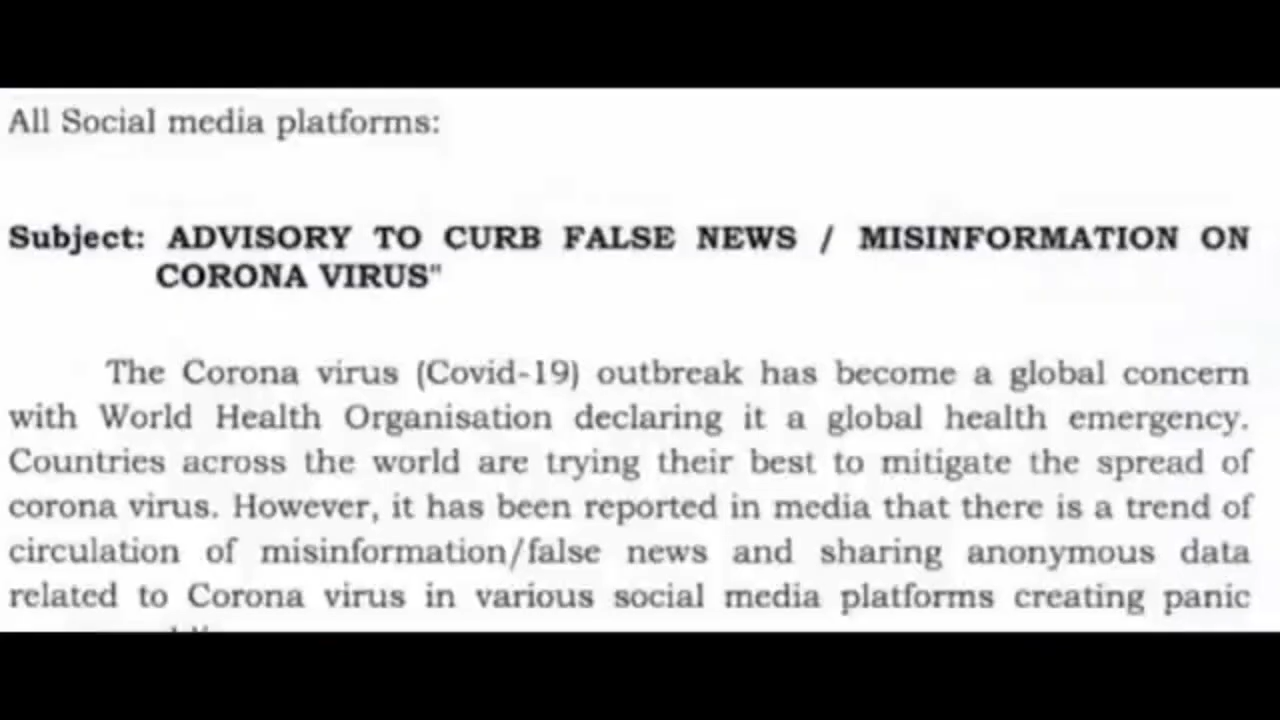 All Social media platforms:
Subject: ADVISORY TO CURB FALSE NEWS / MISINFORMATION ON
CORONA VIRUS"
The Corona virus (Covid-19) outbreak has become a global concern
with World Health Organisation declaring it a global health emergency.
Countries across the world are trying their best to mitigate the spread of
corona virus. However, it has been reported in media that there is a trend of
circulation of misinformation/false news and sharing anonymous data
related to Corona virus in various social media platforms creating panic